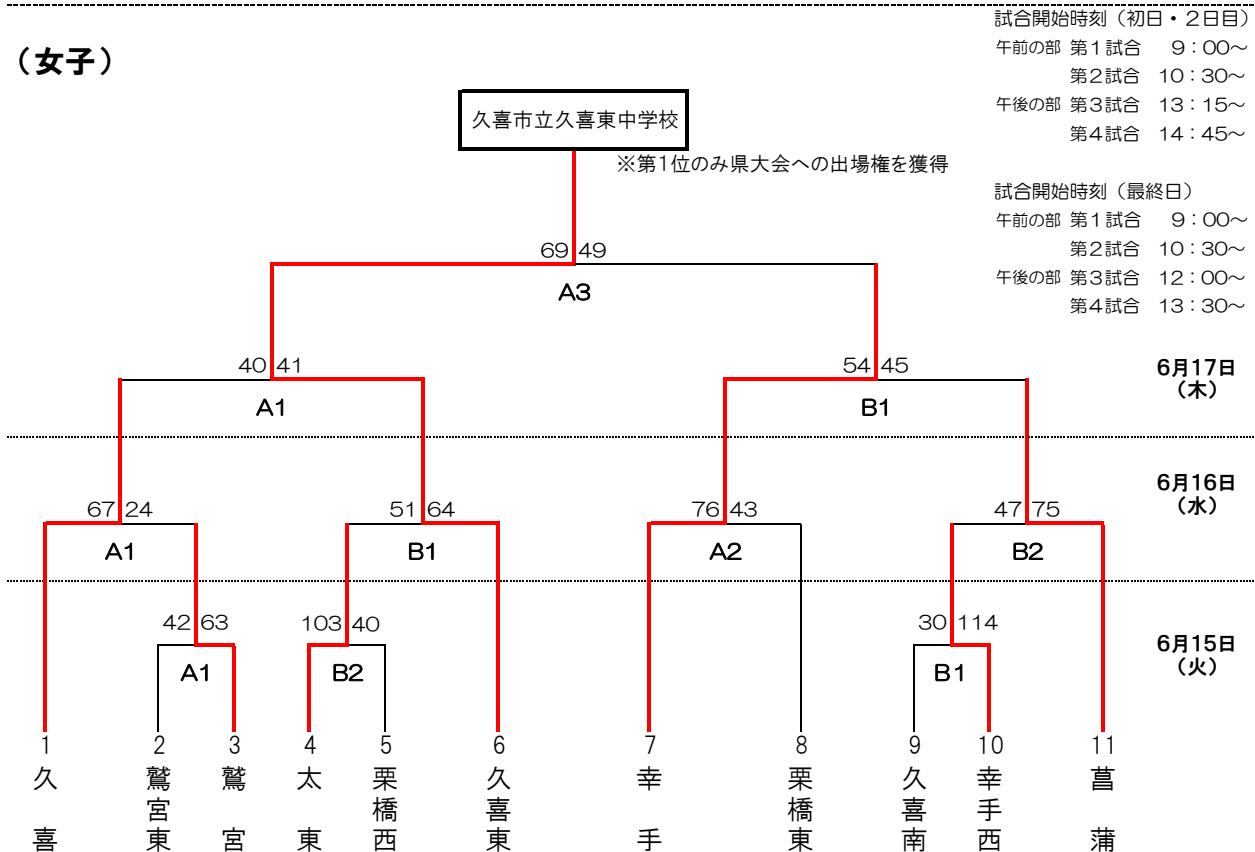 試合開始時刻（初日・２日目）
（女子）
午前の部 第１試合 ９：００～
第２試合 １０：３０～
午後の部 第３試合 １３：１５～
第４試合 １４：４５～
久喜市立久喜東中学校
※第１位のみ県大会への出場権を獲得
試合開始時刻（最終日）
午前の部 第１試合 ９：００～
第２試合 １０：３０～
午後の部 第３試合 １２：００～
第４試合 １３：３０～
69 49
A3
40 41
54 45
6月17日
（木）
A1
B1
67 24
51 64
76 43
47 75
6月16日
（水）
A1
B1
A2
B2
42 63
103 40
30 114
6月15日
（火）
A1
B2
B1
1 2 3 4 5 6 7 8 9 10 11
久喜
鷲宮東
鷲宮
太東
栗橋西
久喜東
幸手
栗橋東
久喜南
幸手西
菖蒲